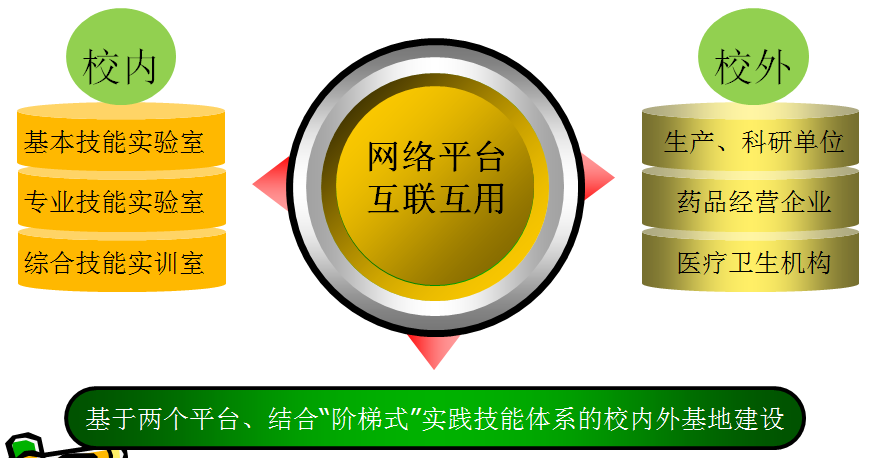 校内
基本技能实验室
专业技能实验室
综合技能实训室
网络平台
互联互用
校外
生产、科研单位
药品经营企业
医疗卫生机构
基于两个平台、结合“阶梯式”实践技能体系的校内外基地建设